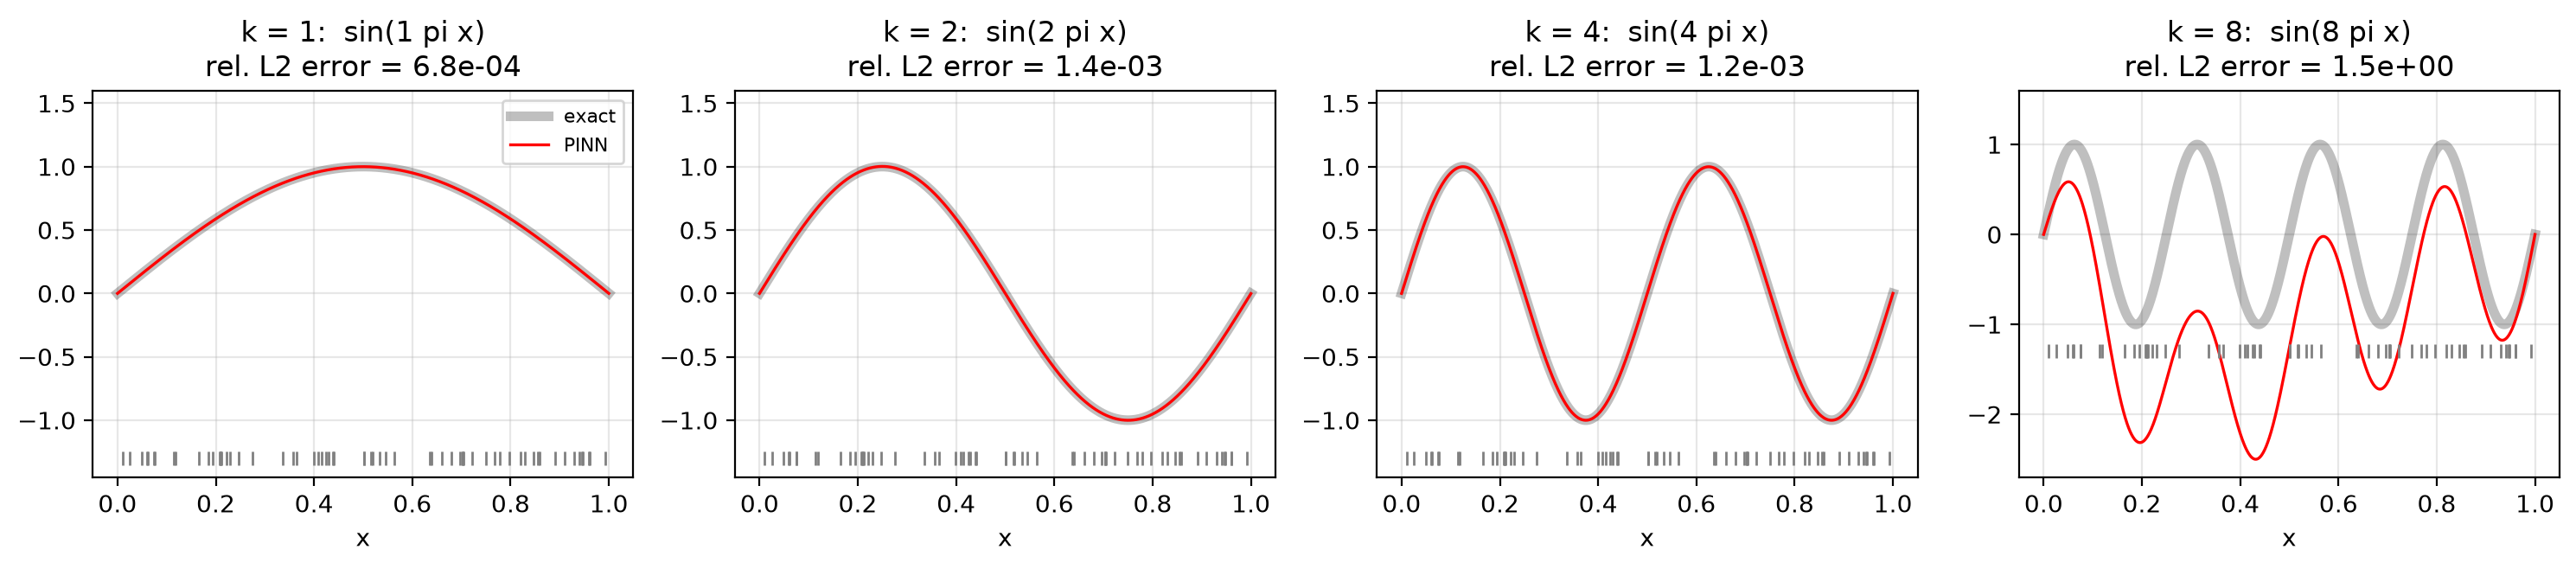 k = 1:  sin(1 pi x)
rel. L2 error = 6.8e-04
1.5
1.0
0.5
0.0
−0.5
−1.0
exact
PINN
0.0 0.2 0.4 0.6 0.8 1.0
x
k = 2:  sin(2 pi x)
rel. L2 error = 1.4e-03
1.5
1.0
0.5
0.0
−0.5
−1.0
0.0 0.2 0.4 0.6 0.8 1.0
x
k = 4:  sin(4 pi x)
rel. L2 error = 1.2e-03
1.5
1.0
0.5
0.0
−0.5
−1.0
0.0 0.2 0.4 0.6 0.8 1.0
x
k = 8:  sin(8 pi x)
rel. L2 error = 1.5e+00
1
0
−1
−2
0.0 0.2 0.4 0.6 0.8 1.0
x